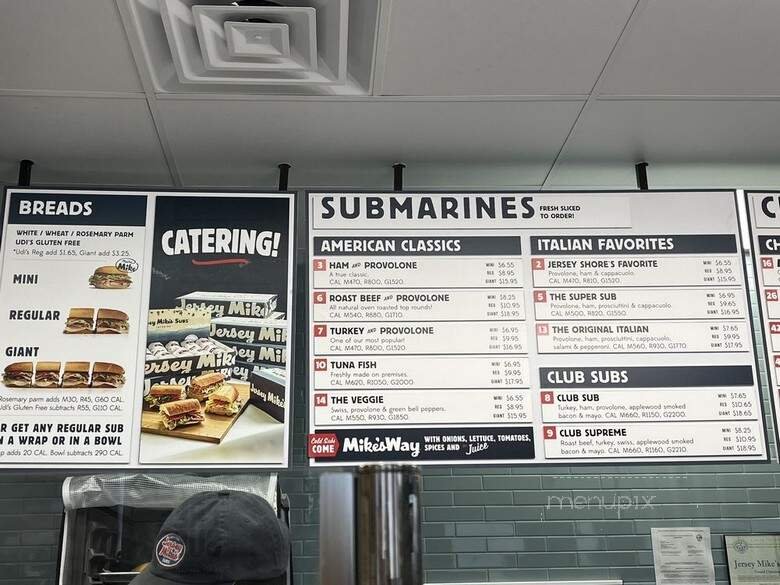 BREADS
WHITE / WHEAT / ROSEMARY PARM
UDI'S GLUTEN FREE
*Udi's Reg add $1.65, Giant add $3.25.
MINI
REGULAR
GIANT
Rosemary parm adds M30, R45, G60 CAL.
Udi's Gluten Free subtracts R55, G110 CAL.
R GET ANY REGULAR SUB
N A WRAP OR IN A BOWL
p adds 20 CAL. Bowl subtracts 290 CAL.
CATERING!
Jersey Mike
SUBMARINES FRESH SLICED
TO ORDER!
AMERICAN CLASSICS
3 HAM AND PROVOLONE MINI $6.55
A true classic. REG $8.95
CAL M470, R800, G1520. GIANT $15.95
6 ROAST BEEF AND PROVOLONE MINI $8.25
All natural oven roasted top rounds! REG $10.95
CAL M540, R880, G1710. GIANT $18.95
7 TURKEY AND PROVOLONE MINI $6.95
One of our most popular! REG $9.95
CAL M470, R800, G1520 GIANT $16.95
10 TUNA FISH MINI $6.95
Freshly made on premises. REG $9.95
CAL M620, R1050, G2000. GIANT $17.95
14 THE VEGGIE MINI $6.55
Swiss, provolone & green bell peppers. REG $8.95
CAL M550, R930, G1850. GIANT $15.95
Cold Subs
COME Mike's Way WITH ONIONS, LETTUCE, TOMATOES,
SPICES AND Juice
ITALIAN FAVORITES
2 JERSEY SHORE'S FAVORITE MINI $6.55
Provolone, ham & cappacuolo. REG $8.95
CAL M470, R810, G1530. GIANT $15.95
5 THE SUPER SUB MINI $6.95
Provolone, ham, prosciuttini & cappacuolo. REG $9.65
CAL M500, R820, G1550. GIANT $16.95
13 THE ORIGINAL ITALIAN MINI $7.65
Provolone, ham, prosciuttini, cappacuolo, REG $9.95
salami & pepperoni. CAL M560, R930, G1770 GIANT $17.95
CLUB SUBS
8 CLUB SUB MINI $7.65
Turkey, ham, provolone, applewood smoked REG $10.65
bacon & mayo. CAL M660, R1150, G2200. GIANT $18.65
9 CLUB SUPREME MINI $8.25
Roast beef, turkey, swiss, applewood smoked REG $10.95
bacon & mayo. CAL M660, R1160, G2210. GIANT $18.95
menupix
Jersey Mike